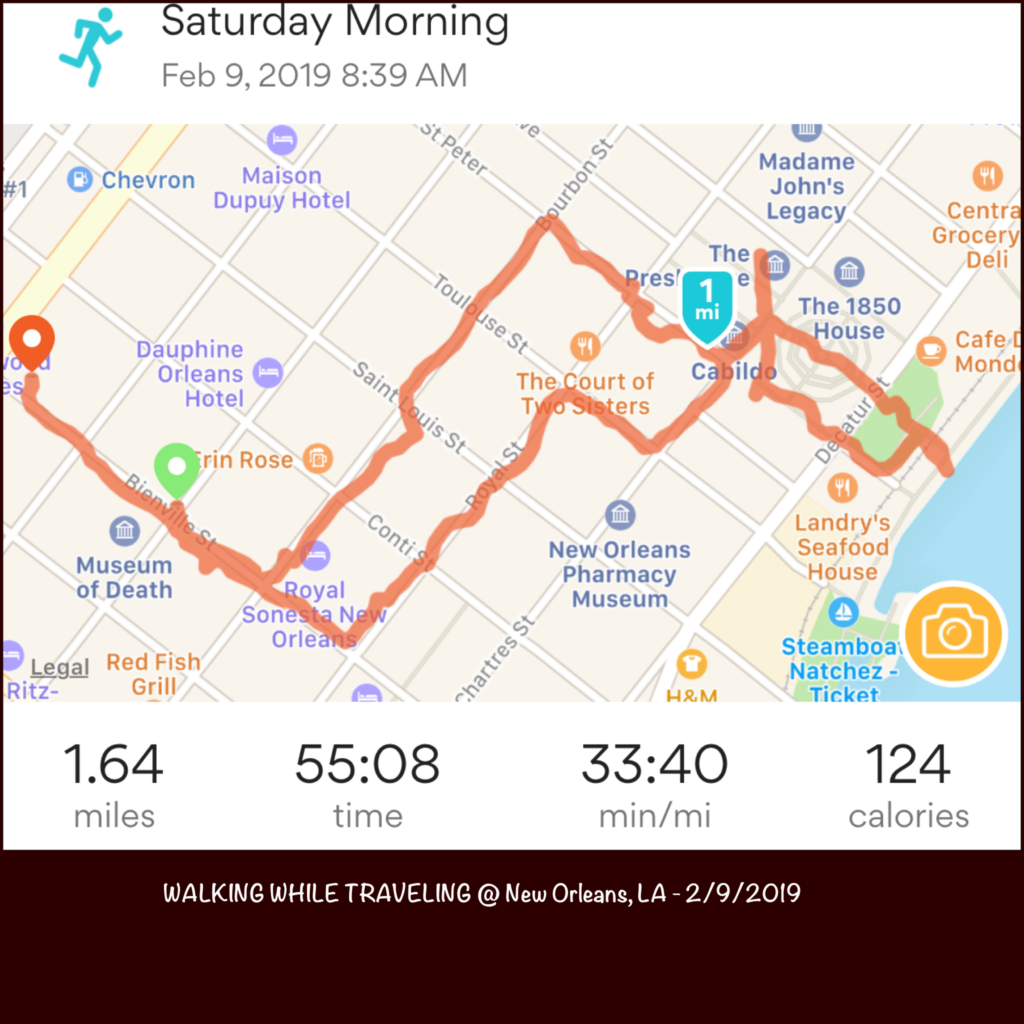 Saturday Morning
Feb 9, 2019 8:39 AM
St Peter
Bourbon St
Madame
John's
Legacy
#1
Chevron
Maison
Dupuy Hotel
Grocery
Deli
The
1
mi
The 1850
House
Toulouse St
Cafe
Dauphine
Orleans
Hotel
Cabildo
The Court of
Two Sisters
Saint Louis St
Decatur St
Erin Rose
Royal St
Bienville St
Landry's
Seafood
House
Conti St
Museum
of Death
New Orleans
Pharmacy
Museum
Royal
Sonesta New
Orleans
Chartres St
Steamboat
Natchez -
Ticket
Legal
Red Fish
Grill
Ritz-
H&M
1.64
miles
55:08
time
33:40
min/mi
124
calories
WALKING WHILE TRAVELING @ New Orleans, LA - 2/9/2019